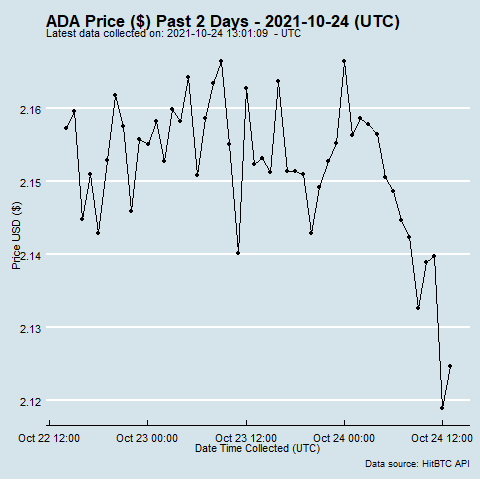 ADA Price ($) Past 2 Days - 2021-10-24 (UTC)
Latest data collected on: 2021-10-24 13:01:09 - UTC
2.16
2.15
2.14
2.13
2.12
Price USD ($)
Oct 22 12:00 Oct 23 00:00 Oct 23 12:00 Oct 24 00:00 Oct 24 12:00
Date Time Collected (UTC)
Data source: HitBTC API